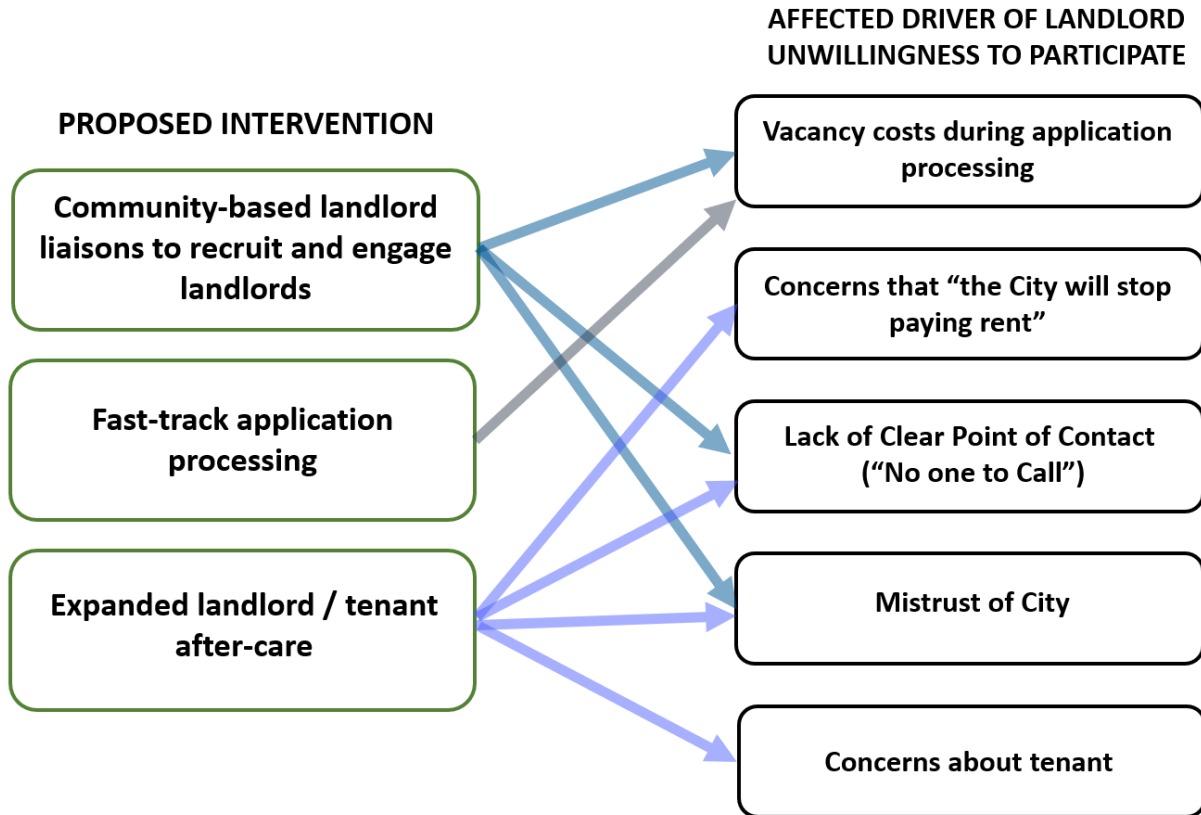 AFFECTED DRIVER OF LANDLORD
UNWILLINGNESS TO PARTICIPATE
PROPOSED INTERVENTION
Community-based landlord
liaisons to recruit and engage
landlords
Fast-track application
processing
Expanded landlord / tenant
after-care
Vacancy costs during application
processing
Concerns that “the City will stop
paying rent”
Lack of Clear Point of Contact
(“No one to Call”)
Mistrust of City
Concerns about tenant